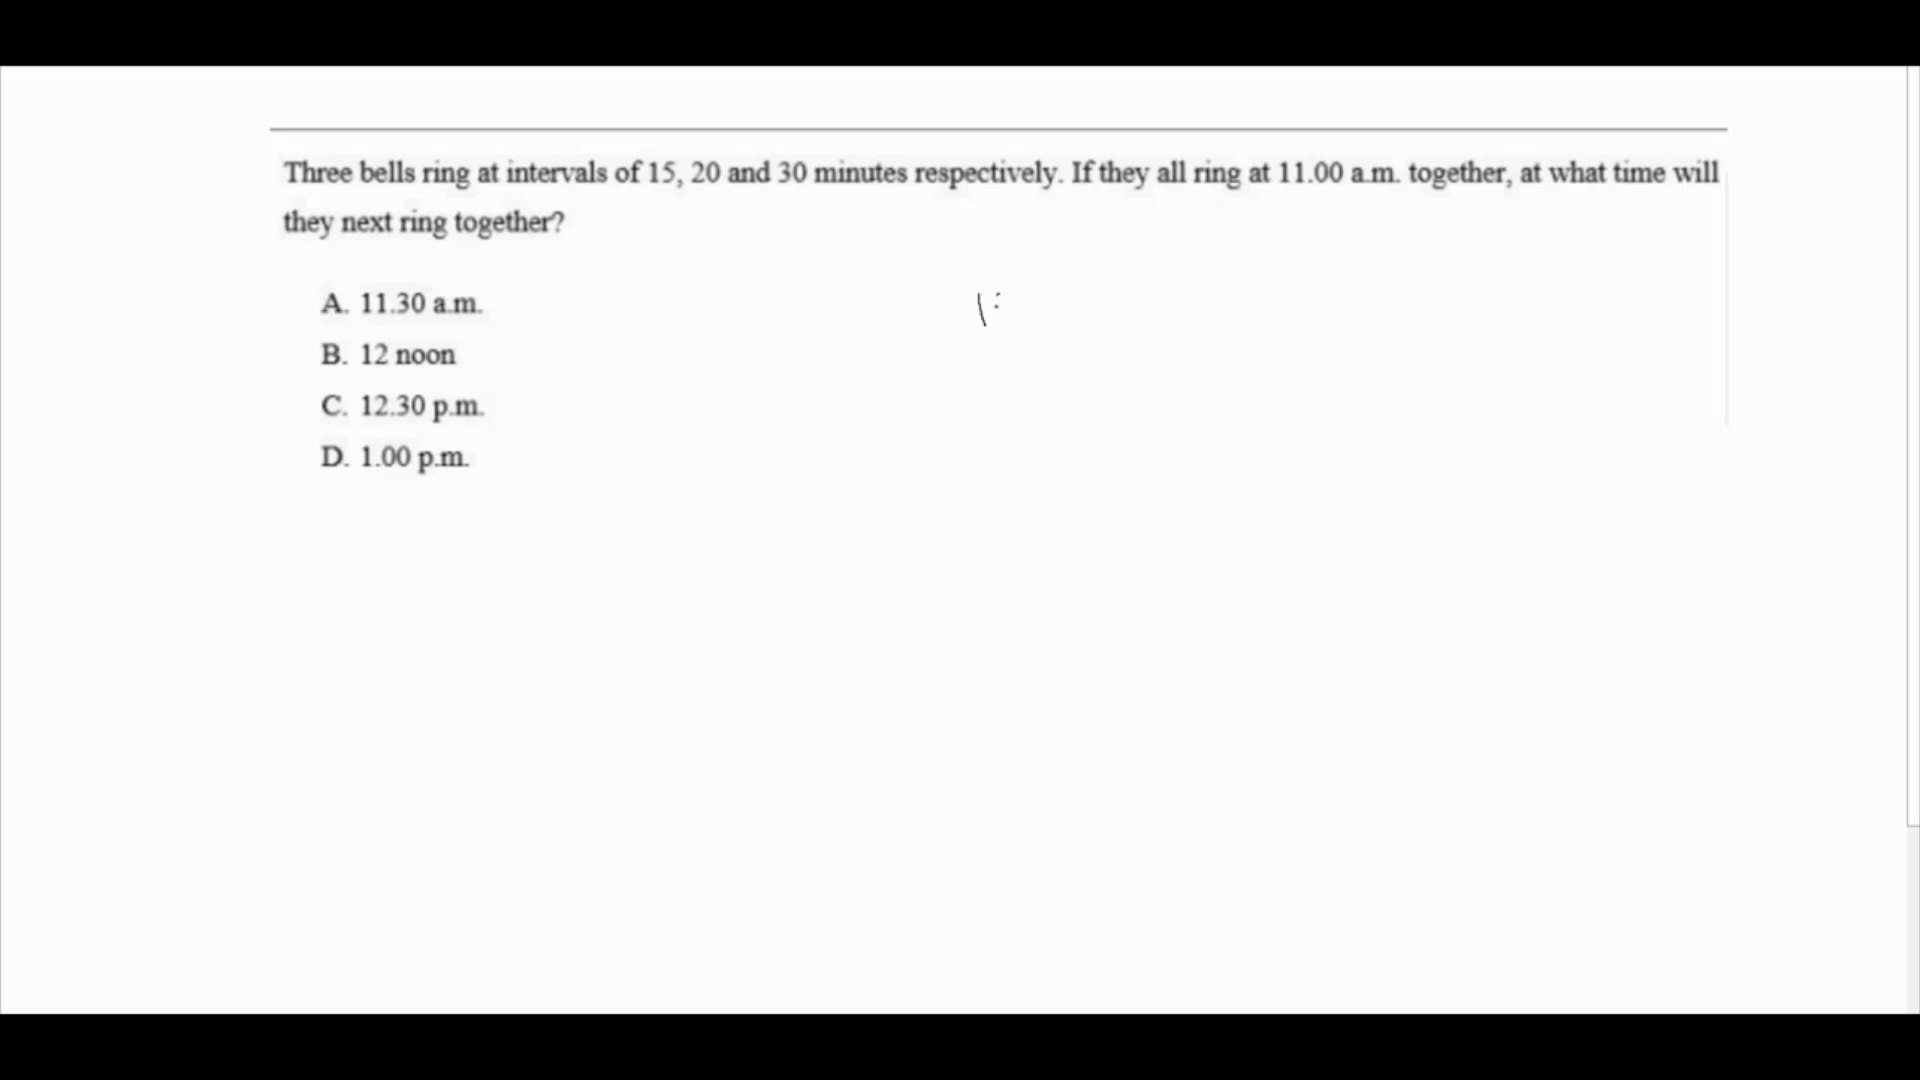 Three bells ring at intervals of 15, 20 and 30 minutes respectively. If they all ring at 11.00 a.m. together, at what time will
they next ring together?
A. 11.30 a.m.
B. 12 noon
C. 12.30 p.m.
D. 1.00 p.m.